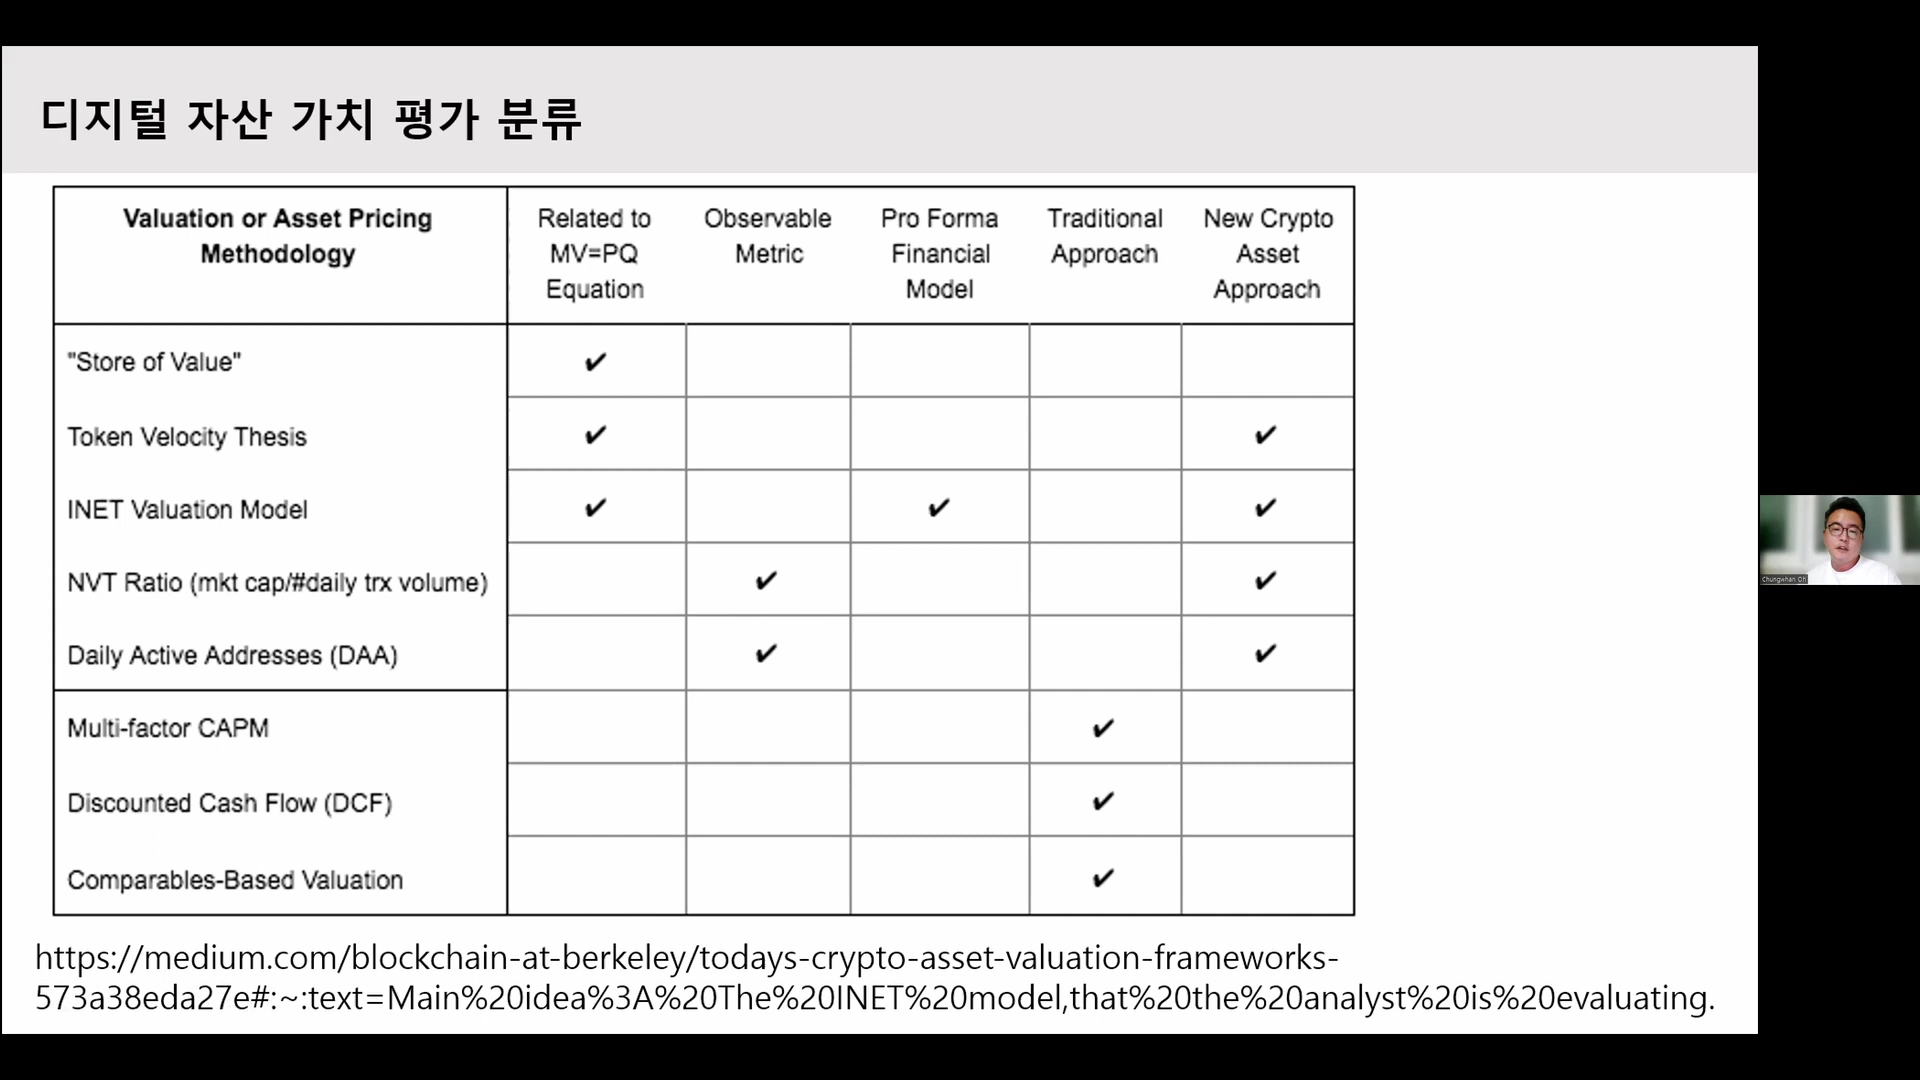 디지털 자산 가치 평가 분류
Valuation or Asset Pricing
Methodology
Related to
MV=PQ
Equation
Observable
Metric
Pro Forma
Financial
Model
Traditional
Approach
New Crypto
Asset
Approach
"Store of Value"
✔
Token Velocity Thesis
✔ ✔
INET Valuation Model
✔ ✔ ✔
NVT Ratio (mkt cap/#daily trx volume)
✔ ✔
Daily Active Addresses (DAA)
✔ ✔
Multi-factor CAPM
✔
Discounted Cash Flow (DCF)
✔
Comparables-Based Valuation
✔
https://medium.com/blockchain-at-berkeley/todays-crypto-asset-valuation-frameworks-
573a38eda27e#:~:text=Main%20idea%3A%20The%20INET%20model,that%20the%20analyst%20is%20evaluating.
Chungwhan Oh